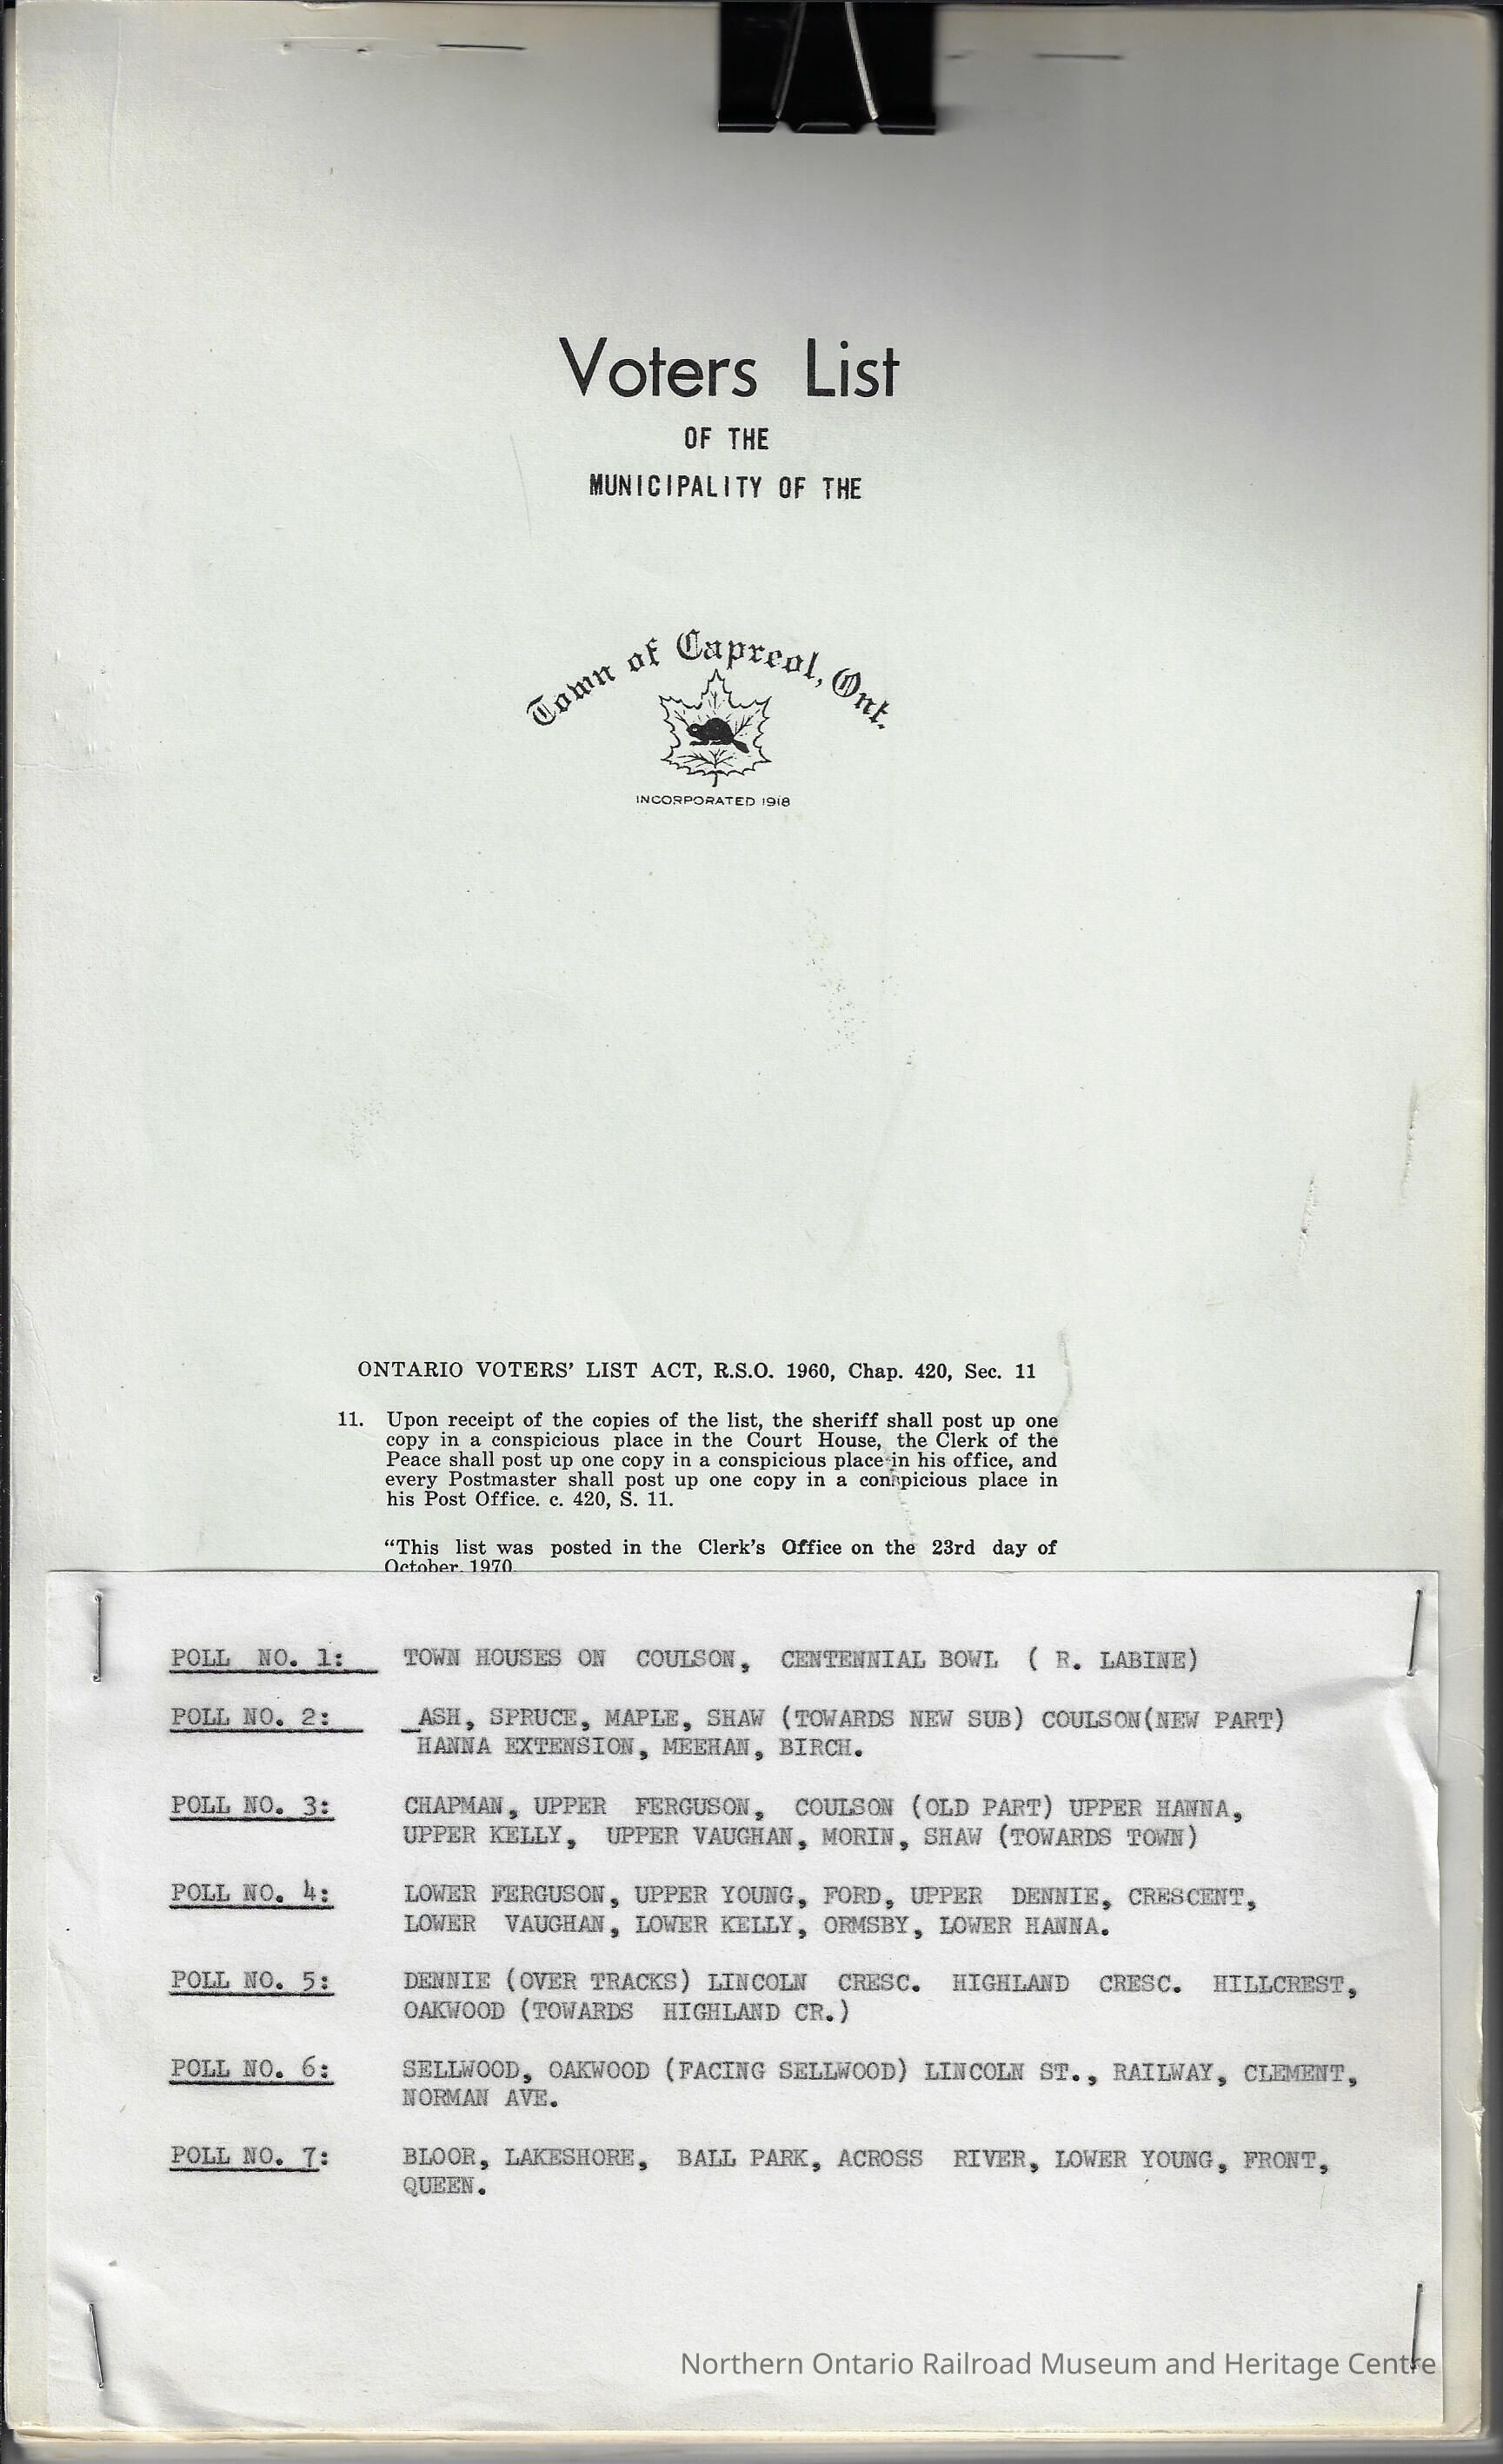 Voters List
OF THE
MUNICIPALITY OF THE
Town of Capreol, Ont.
INCORPORATED 1918
ONTARIO VOTERS' LIST ACT, R.S.O. 1960, Chap. 420, Sec. 11
11. Upon receipt of the copies of the list, the sheriff shall post up one
copy in a conspicious place in the Court House, the Clerk of the
Peace shall post up one copy in a conspicious place in his office, and
every Postmaster shall post up one copy in a conspicious place in
his Post Office. c. 420, S. 11.
"This list was posted in the Clerk's Office on the 23rd day of
October, 1970.
POLL NO. 1: TOWN HOUSES ON COULSON, CENTENNIAL BOWL ( R. LABINE)
POLL NO. 2: ASH, SPRUCE, MAPLE, SHAW (TOWARDS NEW SUB) COULSON(NEW PART)
HANNA EXTENSION, MEEHAN, BIRCH.
POLL NO. 3: CHAPMAN, UPPER FERGUSON, COULSON (OLD PART) UPPER HANNA,
UPPER KELLY, UPPER VAUGHAN, MORIN, SHAW (TOWARDS TOWN)
POLL NO. 4: LOWER FERGUSON, UPPER YOUNG, FORD, UPPER DENNIE, CRESCENT,
LOWER VAUGHAN, LOWER KELLY, ORMSBY, LOWER HANNA.
POLL NO. 5: DENNIE (OVER TRACKS) LINCOLN CRESC. HIGHLAND CRESC. HILLCREST,
OAKWOOD (TOWARDS HIGHLAND CR.)
POLL NO. 6: SELLWOOD, OAKWOOD (FACING SELLWOOD) LINCOLN ST., RAILWAY, CLEMENT,
NORMAN AVE.
POLL NO. 7: BLOOR, LAKESHORE, BALL PARK, ACROSS RIVER, LOWER YOUNG, FRONT,
QUEEN.
Northern Ontario Railroad Museum and Heritage Centre